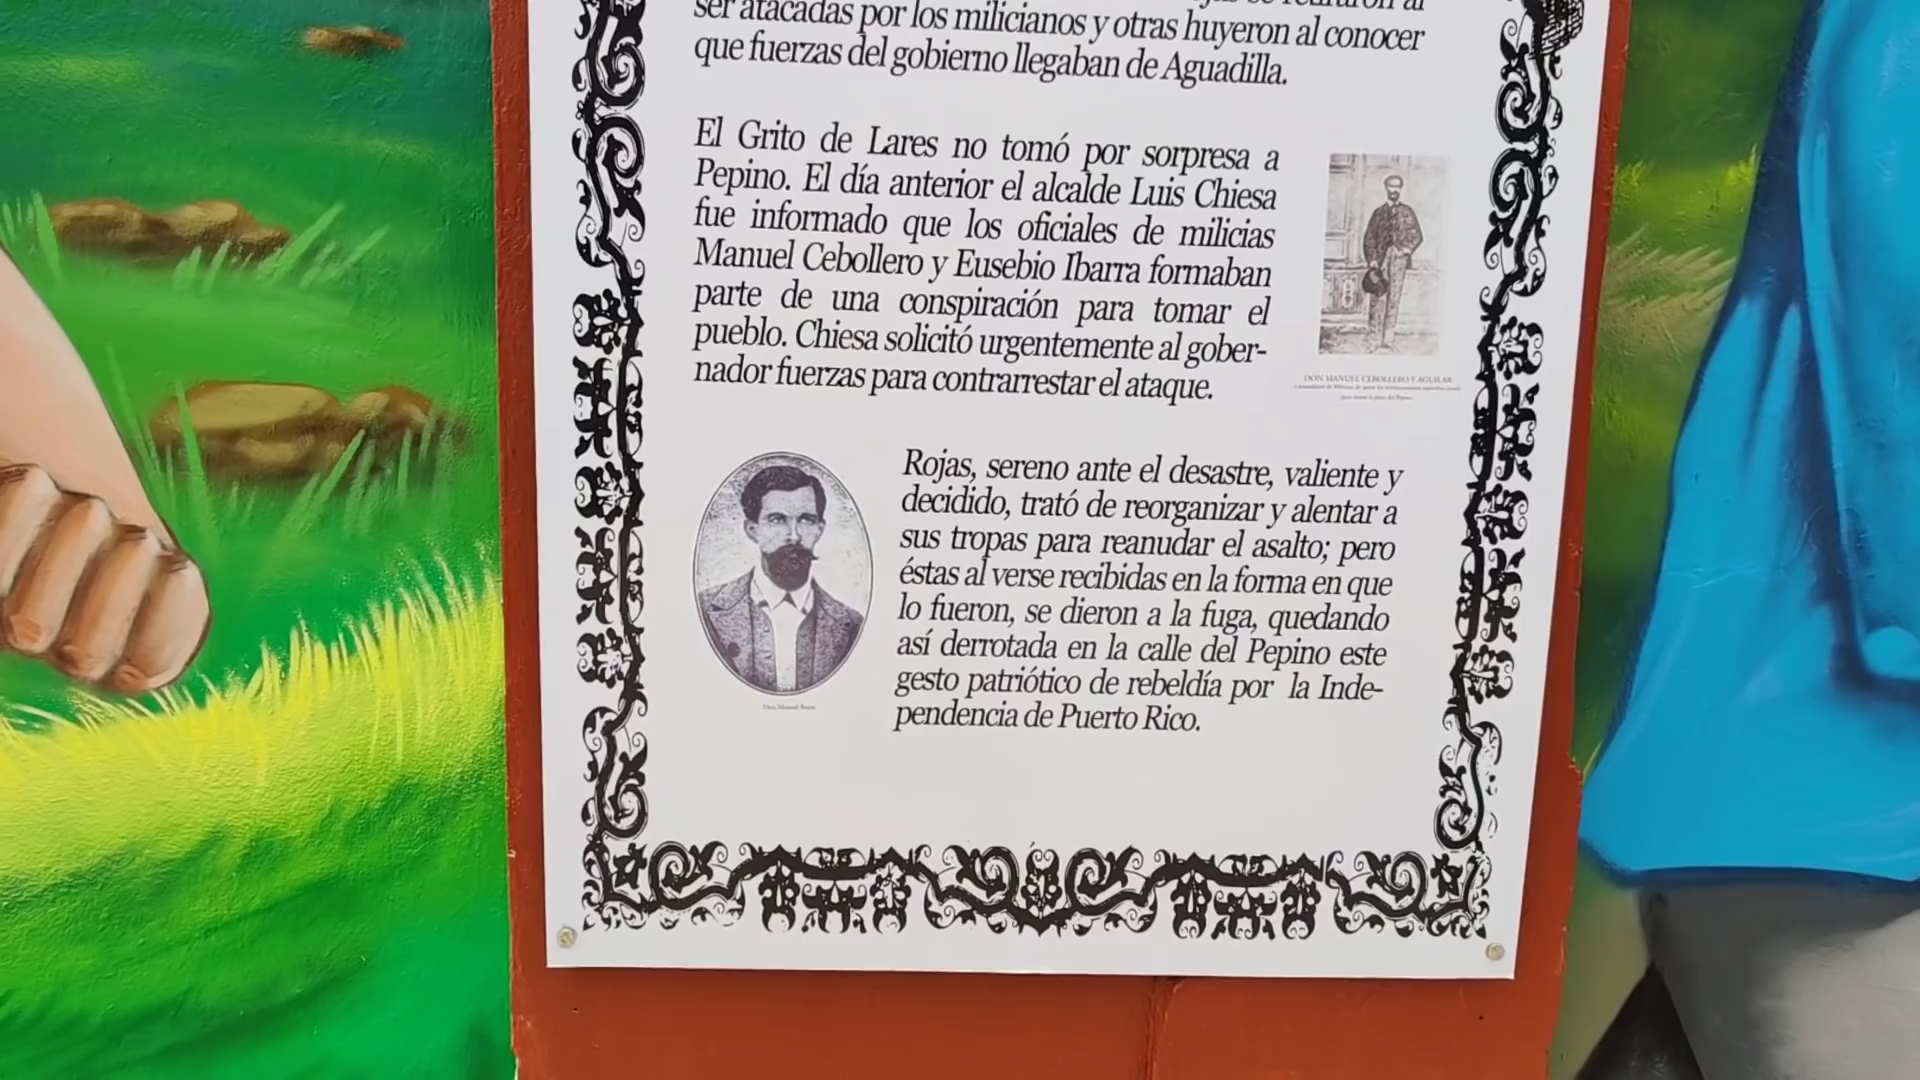 ser atacadas por los milicianos y otras huyeron al conocer
que fuerzas del gobierno llegaban de Aguadilla.
El Grito de Lares no tomó por sorpresa a
Pepino. El día anterior el alcalde Luis Chiesa
fue informado que los oficiales de milicias
Manuel Cebollero y Eusebio Ibarra formaban
parte de una conspiración para tomar el
pueblo. Chiesa solicitó urgentemente al gober-
nador fuerzas para contrarrestar el ataque.
DON MANUEL CEBOLLERO Y AGUILAR
Rojas, sereno ante el desastre, valiente y
decidido, trató de reorganizar y alentar a
sus tropas para reanudar el asalto; pero
éstas al verse recibidas en la forma en que
lo fueron, se dieron a la fuga, quedando
así derrotada en la calle del Pepino este
gesto patriótico de rebeldía por la Inde-
pendencia de Puerto Rico.
Don Manuel Rojas